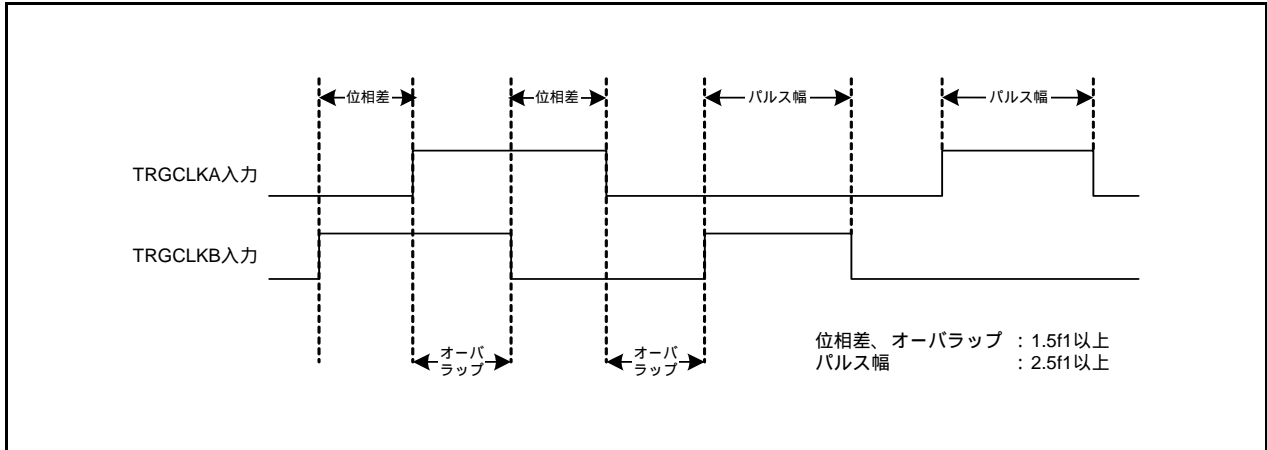 位相差
位相差
パルス幅
パルス幅
TRGCLKA入力
TRGCLKB入力
オーバ
ラップ
オーバ
ラップ
位相差、オーバラップ : 1.5f1以上
パルス幅 : 2.5f1以上